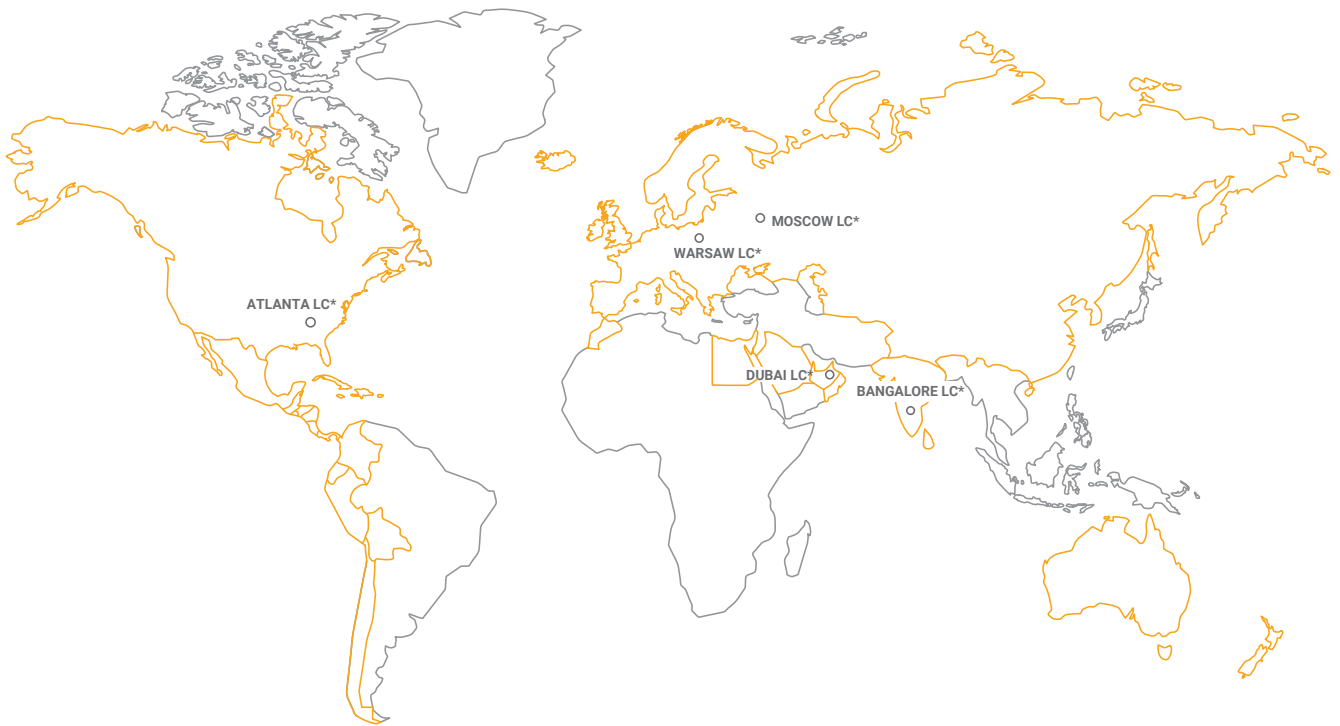 MOSCOW LC*
WARSAW LC*
ATLANTA LC*
DUBAI LC*
BANGALORE LC*